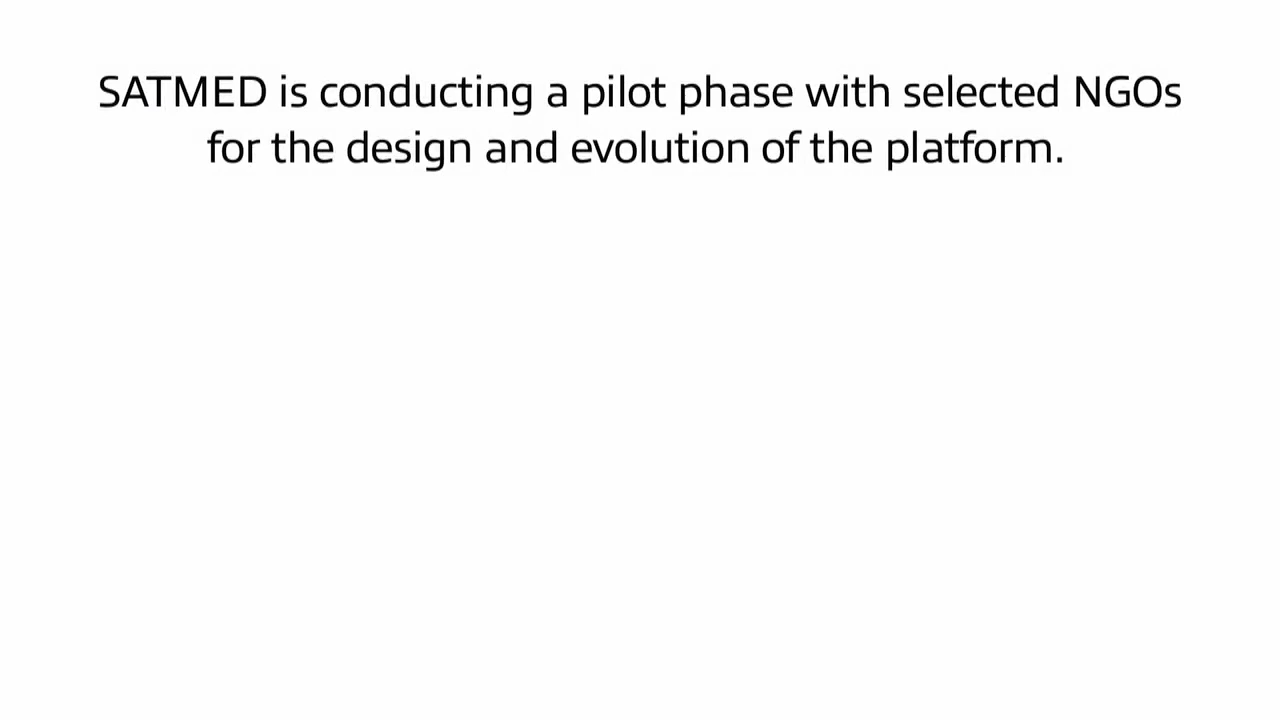 SATMED is conducting a pilot phase with selected NGOs
for the design and evolution of the platform.